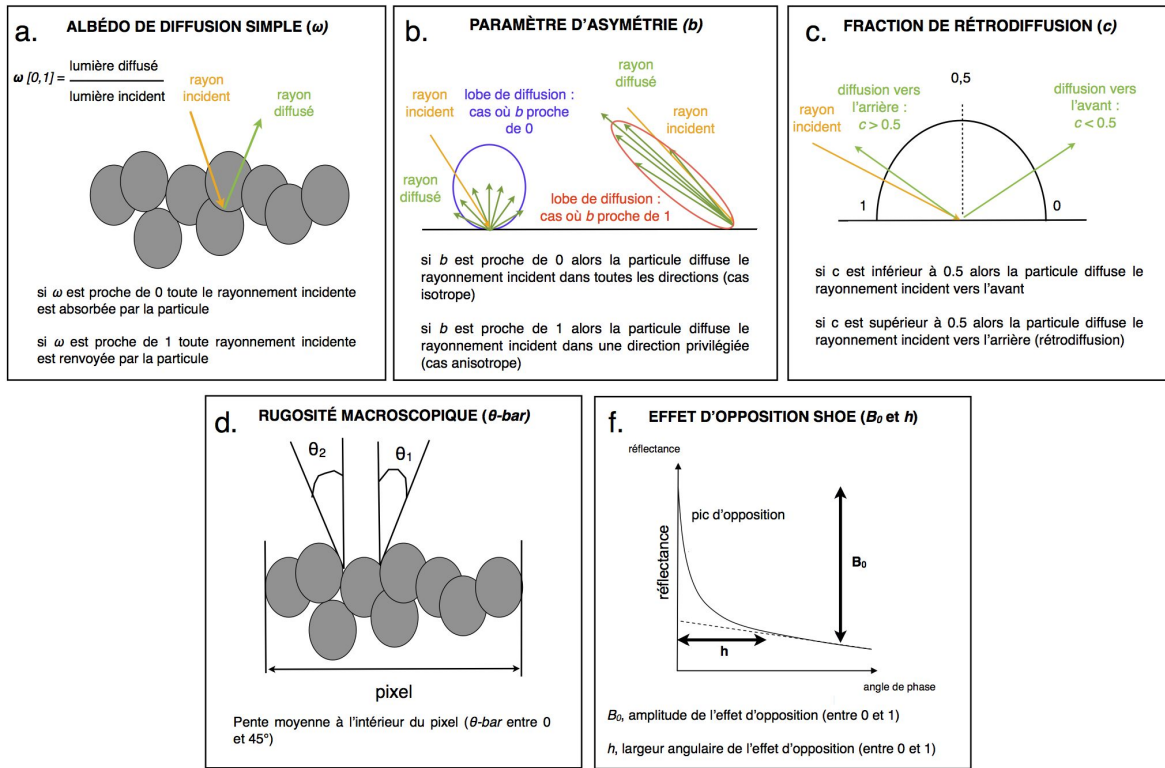 a. ALBÉDO DE DIFFUSION SIMPLE (ω)
ω [0,1] = lumière diffusé
lumière incident
rayon
incident
rayon
diffusé
si ω est proche de 0 toute le rayonnement incidente
est absorbée par la particule
si ω est proche de 1 toute rayonnement incidente
est renvoyée par la particule
b. PARAMÈTRE D'ASYMÉTRIE (b)
rayon
incident
lobe de diffusion :
cas où b proche
de 0
rayon
diffusé
rayon
incident
rayon
diffusé
lobe de diffusion :
cas où b proche de 1
si b est proche de 0 alors la particule diffuse le
rayonnement incident dans toutes les directions (cas
isotrope)
si b est proche de 1 alors la particule diffuse le
rayonnement incident dans une direction privilégiée
(cas anisotrope)
c. FRACTION DE RÉTRODIFFUSION (c)
0,5
rayon
incident
diffusion vers
l'arrière :
c > 0.5
diffusion vers
l'avant :
c < 0.5
1
0
si c est inférieur à 0.5 alors la particule diffuse le
rayonnement incident vers l'avant
si c est supérieur à 0.5 alors la particule diffuse le
rayonnement incident vers l'arrière (rétrodiffusion)
d. RUGOSITÉ MACROSCOPIQUE (θ-bar)
θ2
θ1
pixel
Pente moyenne à l'intérieur du pixel (θ-bar entre 0
et 45°)
f. EFFET D'OPPOSITION SHOE (B0 et h)
réflectance
pic d'opposition
réflectance
B0
h
angle de phase
B0, amplitude de l'effet d'opposition (entre 0 et 1)
h, largeur angulaire de l'effet d'opposition (entre 0 et 1)